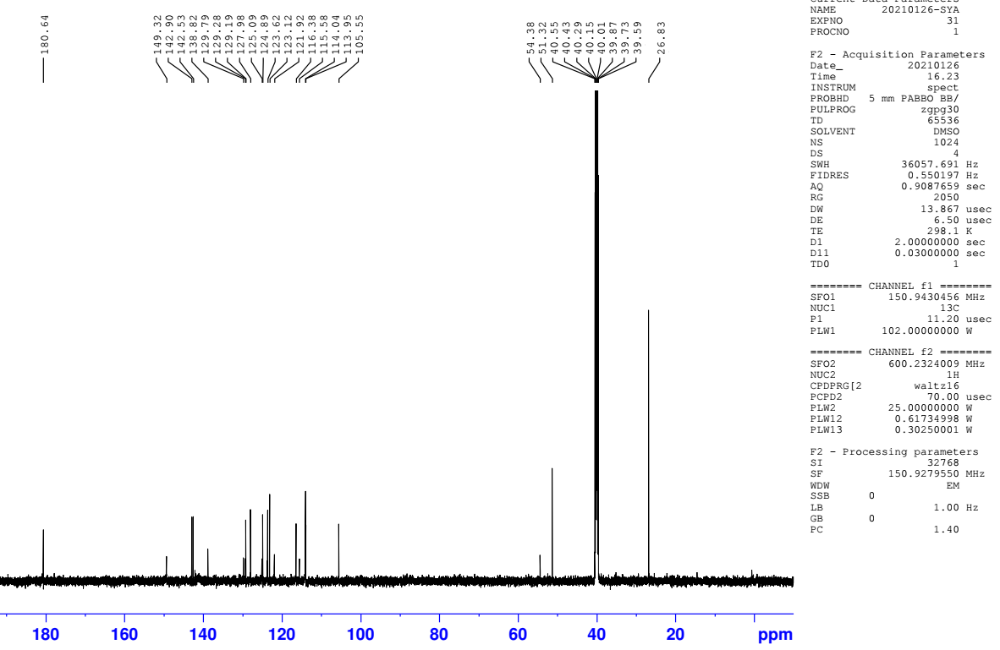 180.64
149.32
142.90
142.53
138.82
129.79
129.28
129.19
127.98
125.09
124.89
123.62
123.12
121.92
116.38
115.58
114.04
113.95
105.55
54.38
51.32
40.55
40.43
40.29
40.15
40.01
39.87
39.73
39.59
26.83
180 160 140 120 100 80 60 40 20 ppm
Current Data Parameters
NAME 20210126-SYA
EXPNO 31
PROCNO 1
F2 - Acquisition Parameters
Date_ 20210126
Time 16.23
INSTRUM spect
PROBHD 5 mm PABBO BB/
PULPROG zgpg30
TD 65536
SOLVENT DMSO
NS 1024
DS 4
SWH 36057.691 Hz
FIDRES 0.550197 Hz
AQ 0.9087659 sec
RG 2050
DW 13.867 usec
DE 6.50 usec
TE 298.1 K
D1 2.00000000 sec
D11 0.03000000 sec
TD0 1
======== CHANNEL f1 ========
SFO1 150.9430456 MHz
NUC1 13C
P1 11.20 usec
PLW1 102.00000000 W
======== CHANNEL f2 ========
SFO2 600.2324009 MHz
NUC2 1H
CPDPRG[2 waltz16
PCPD2 70.00 usec
PLW2 25.00000000 W
PLW12 0.61734998 W
PLW13 0.30250001 W
F2 - Processing parameters
SI 32768
SF 150.9279550 MHz
WDW EM
SSB 0
LB 1.00 Hz
GB 0
PC 1.40